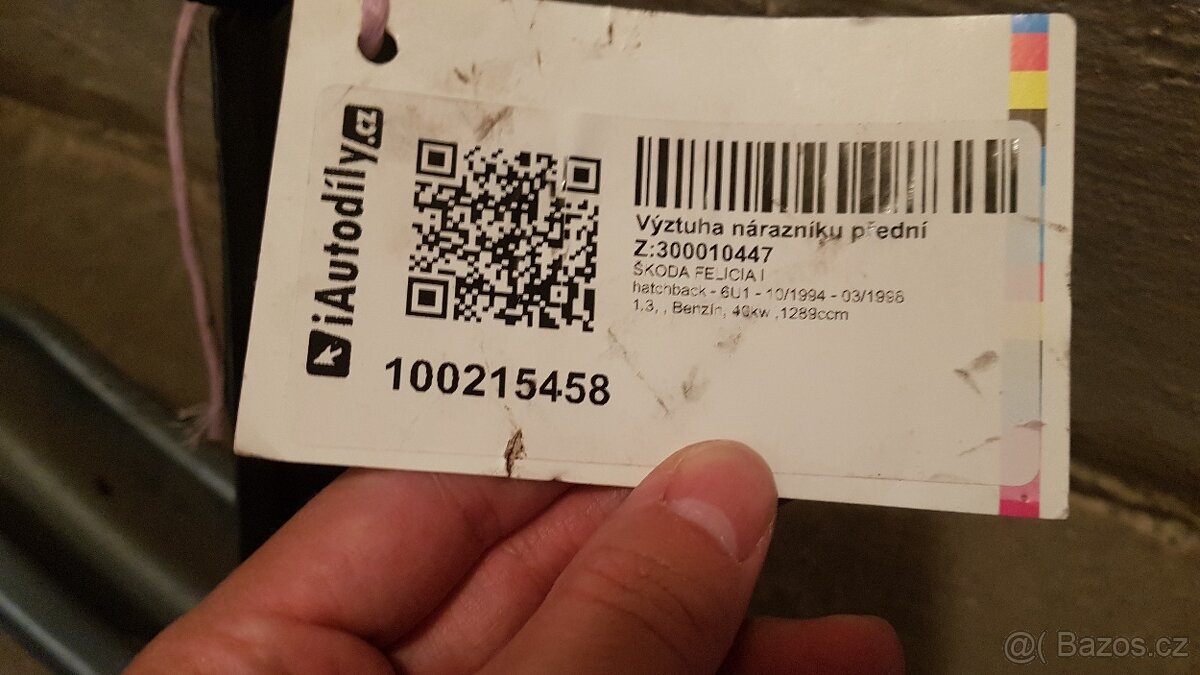 iAutodíly.cz
100215458
Výztuha nárazníku přední
Z:300010447
ŠKODA FELICIA I
hatchback - 6U1 - 10/1994 - 03/1998
1.3, , Benzín, 40kw ,1289ccm
@( Bazos.cz